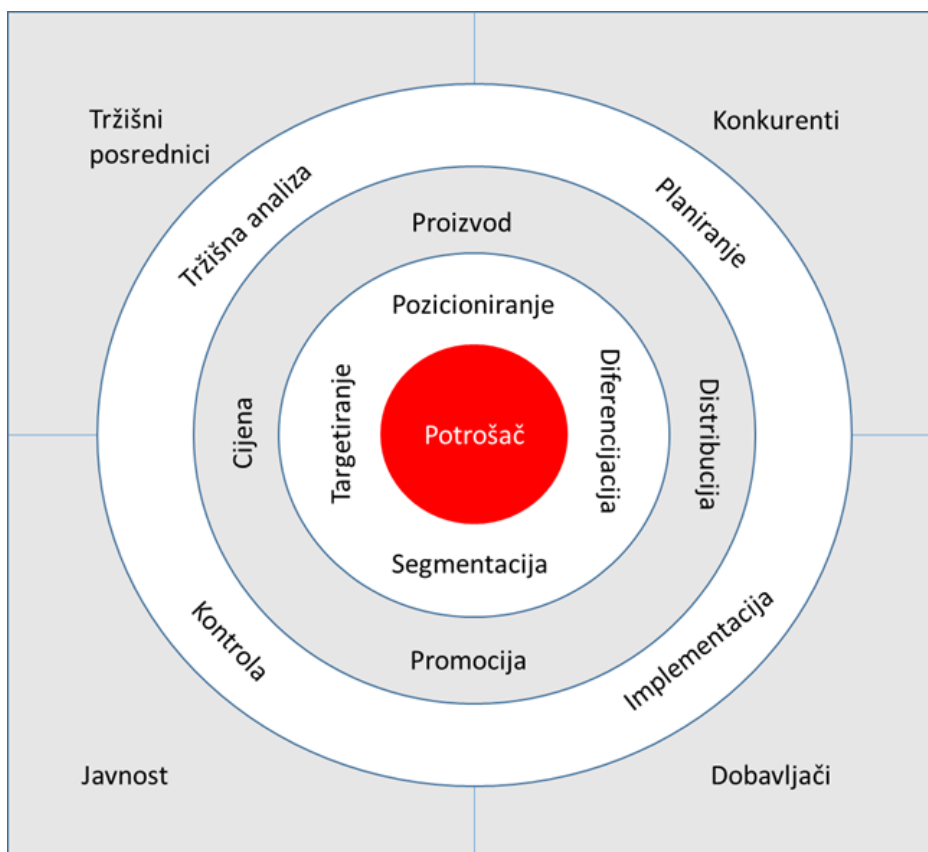 Tržišni
posrednici
Konkurenti
Tržišna analiza
Planiranje
Proizvod
Pozicioniranje
Targetiranje
Diferencijacija
Cijena
Potrošač
Distribucija
Segmentacija
Kontrola
Promocija
Implementacija
Javnost
Dobavljači